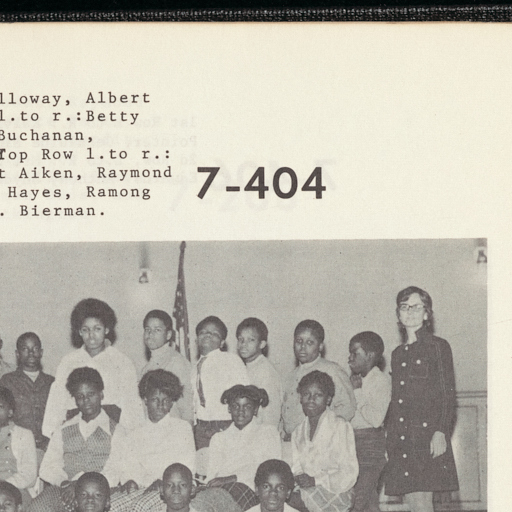 lloway, Albert
l.to r.:Betty
Buchanan,
Top Row l.to r.:
t Aiken, Raymond
Hayes, Ramong
. Bierman.
7-404